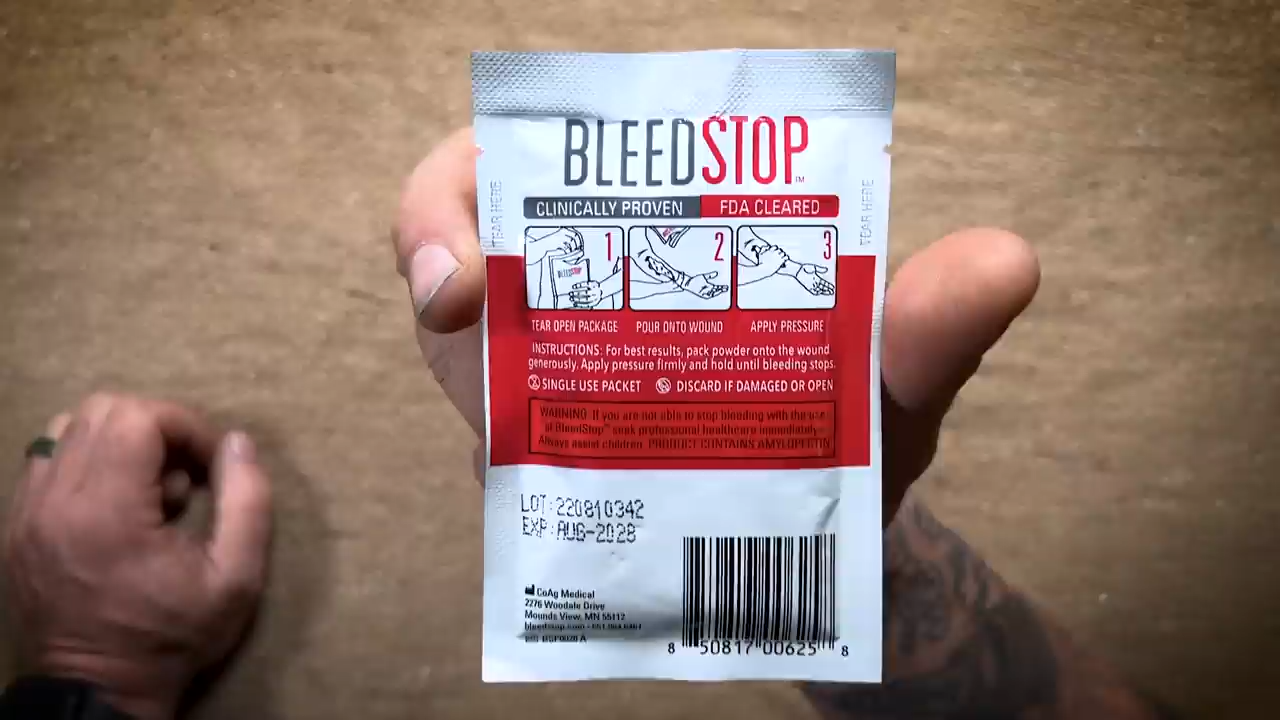 BLEEDSTOP™
CLINICALLY PROVEN FDA CLEARED
TEAR HERE
TEAR HERE
1 2 3
BLEEDSTOP
TEAR OPEN PACKAGE POUR ONTO WOUND APPLY PRESSURE
INSTRUCTIONS: For best results, pack powder onto the wound
generously. Apply pressure firmly and hold until bleeding stops.
SINGLE USE PACKET DISCARD IF DAMAGED OR OPEN
WARNING If you are not able to stop bleeding with the use
of BleedStop™ seek professional healthcare immediately.
Always assist children. PRODUCT CONTAINS AMYLOPECTIN
LOT:220810342
EXP:AUG-2028
CoAg Medical
2276 Woodale Drive
Mounds View, MN 55112
bleedstop.com
8 50817 00625 8